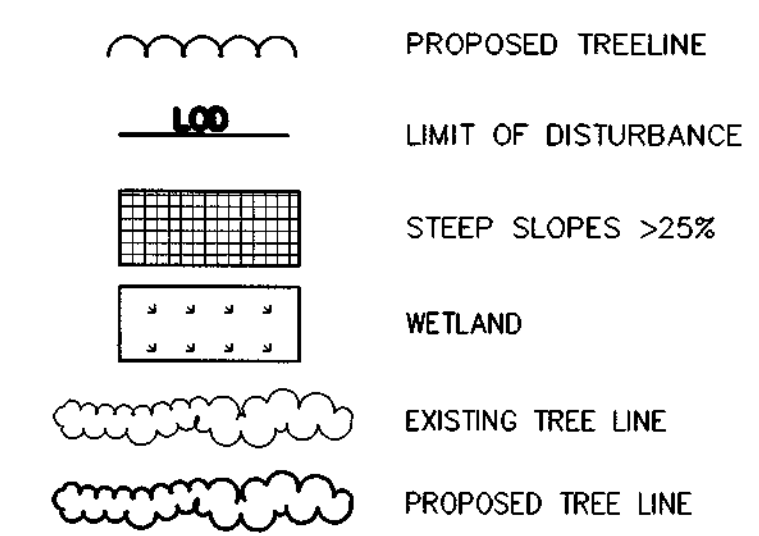 PROPOSED TREELINE
LOD
LIMIT OF DISTURBANCE
STEEP SLOPES >25%
WETLAND
EXISTING TREE LINE
PROPOSED TREE LINE